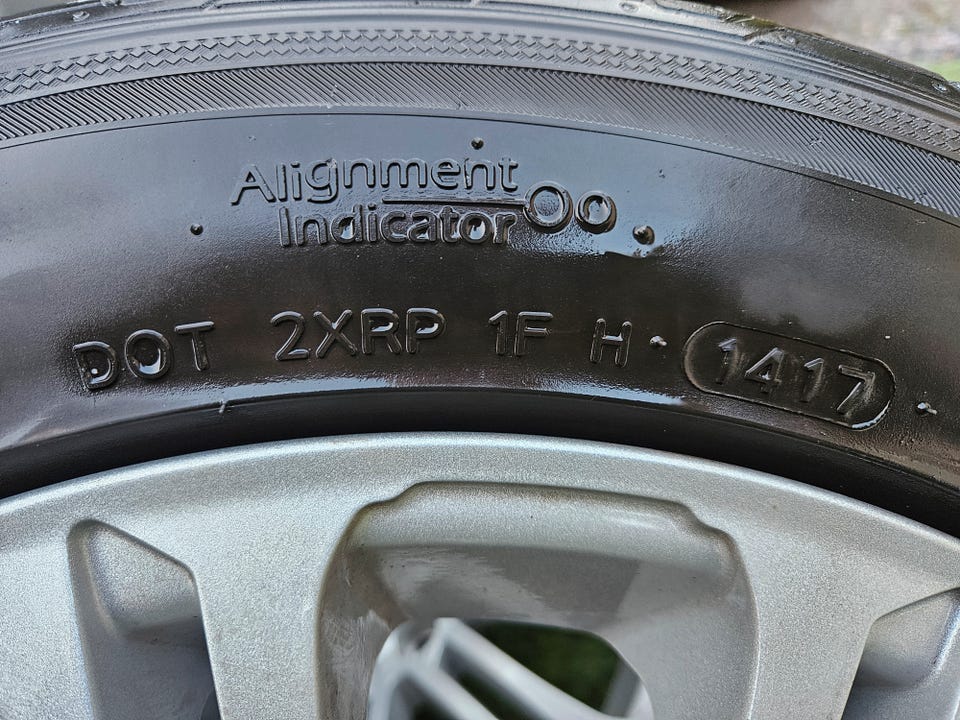 Alignment
Indicator
DOT 2XRP 1F H 1417